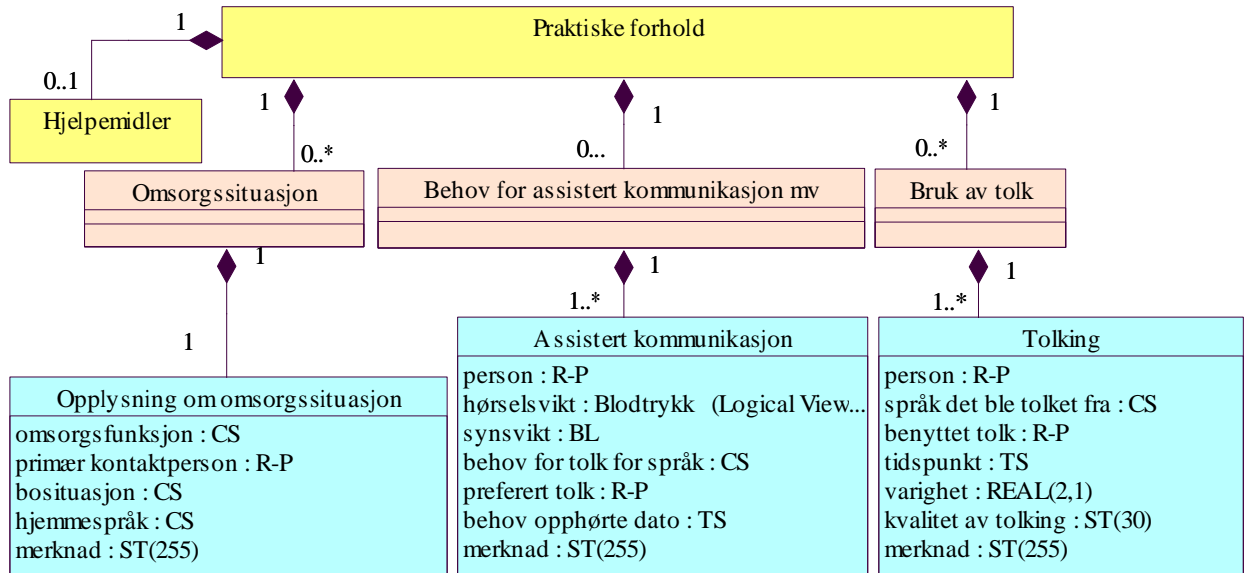 Praktiske forhold
1
0..1
Hjelpemidler
1
0..*
1
0...
1
0..*
Omsorgssituasjon
Behov for assistert kommunikasjon mv
Bruk av tolk
1
1
1
1
1..*
1..*
Opplysning om omsorgssituasjon
omsorgsfunksjon : CS
primær kontaktperson : R-P
bosituasjon : CS
hjemmespråk : CS
merknad : ST(255)
Assistert kommunikasjon
person : R-P
hørselsvikt : Blodtrykk (Logical View...
synsvikt : BL
behov for tolk for språk : CS
preferert tolk : R-P
behov opphørte dato : TS
merknad : ST(255)
Tolking
person : R-P
språk det ble tolket fra : CS
benyttet tolk : R-P
tidspunkt : TS
varighet : REAL(2,1)
kvalitet av tolking : ST(30)
merknad : ST(255)